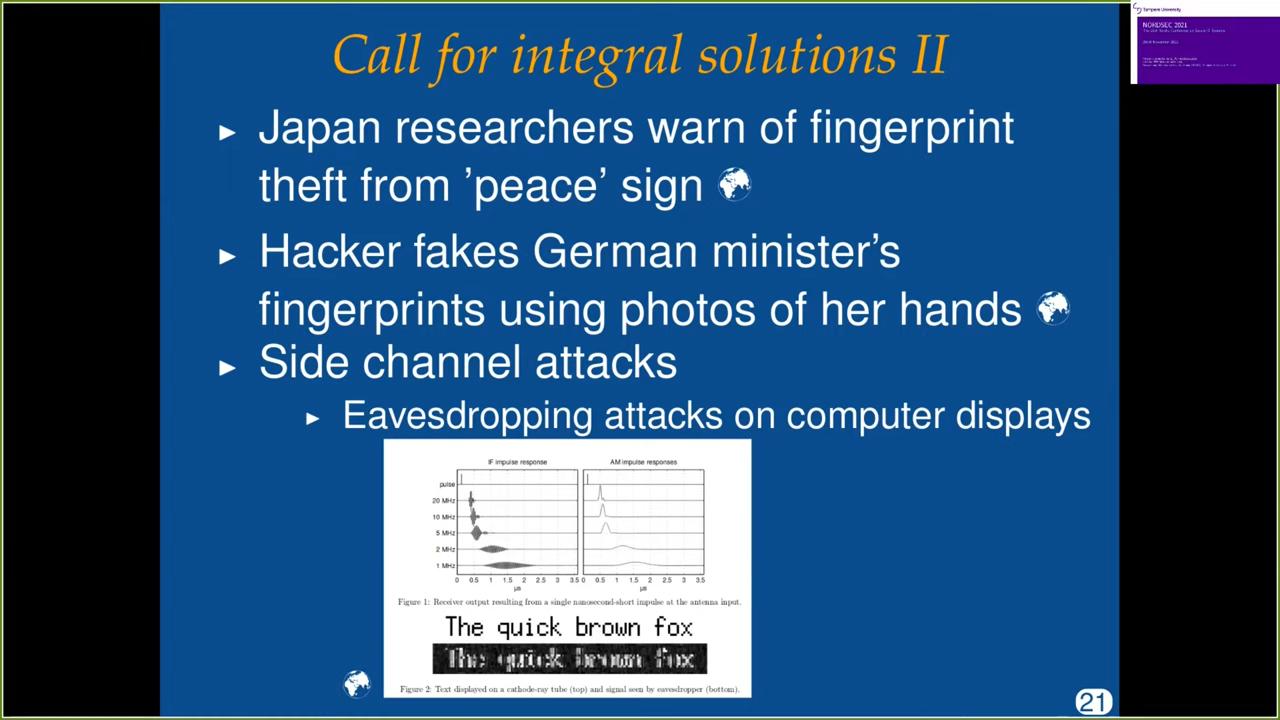 Call for integral solutions II
Tampere University
NORDSEC 2021
Japan researchers warn of fingerprint
theft from 'peace' sign
Hacker fakes German minister's
fingerprints using photos of her hands
Side channel attacks
Eavesdropping attacks on computer displays
IF impulse response AM impulse responses
pulse
20 MHz
10 MHz
5 MHz
2 MHz
1 MHz
0 0.5 1 1.5 2 2.5 3 3.5 0 0.5 1 1.5 2 2.5 3 3.5
µs µs
Figure 1: Receiver output resulting from a single nanosecond-short impulse at the antenna input.
The quick brown fox
The quick brown fox
Figure 2: Text displayed on a cathode-ray tube (top) and signal seen by eavesdropper (bottom).
21